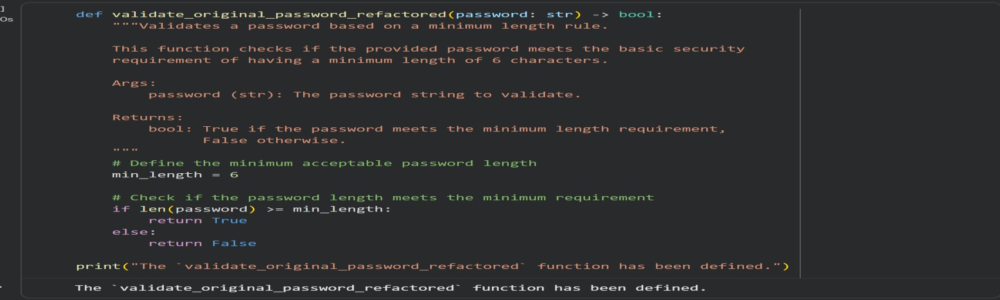 ]
0s
def validate_original_password_refactored(password: str) -> bool:
    """Validates a password based on a minimum length rule.

    This function checks if the provided password meets the basic security
    requirement of having a minimum length of 6 characters.

    Args:
        password (str): The password string to validate.

    Returns:
        bool: True if the password meets the minimum length requirement,
              False otherwise.
    """
    # Define the minimum acceptable password length
    min_length = 6

    # Check if the password length meets the minimum requirement
    if len(password) >= min_length:
        return True
    else:
        return False

print("The `validate_original_password_refactored` function has been defined.")
The `validate_original_password_refactored` function has been defined.